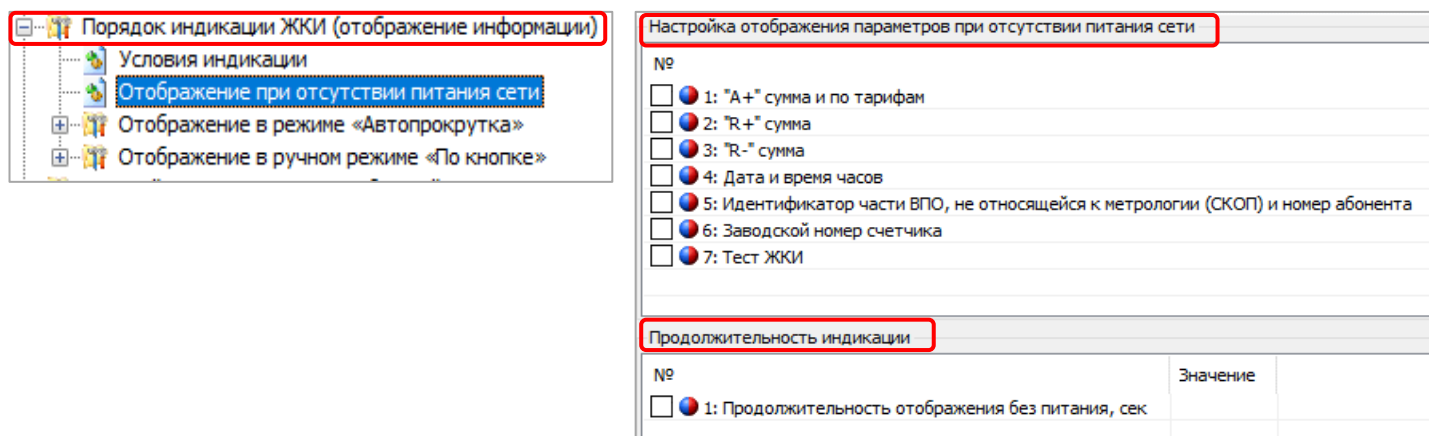 Порядок индикации ЖКИ (отображение информации)
Условия индикации
Отображение при отсутствии питания сети
Отображение в режиме «Автопрокрутка»
Отображение в ручном режиме «По кнопке»
Настройка отображения параметров при отсутствии питания сети
№
1: "A+" сумма и по тарифам
2: "R+" сумма
3: "R-" сумма
4: Дата и время часов
5: Идентификатор части ВПО, не относящейся к метрологии (СКОП) и номер абонента
6: Заводской номер счетчика
7: Тест ЖКИ
Продолжительность индикации
№ Значение
1: Продолжительность отображения без питания, сек